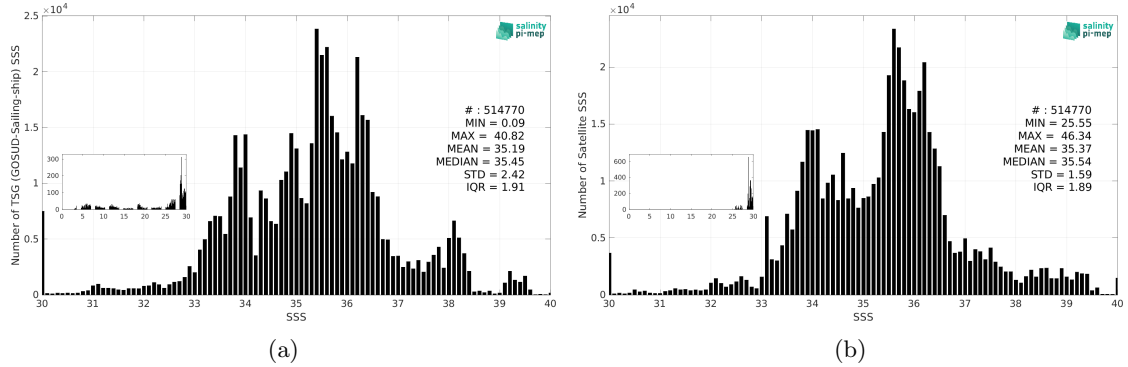 ×10⁴
2.5
2
1.5
1
0.5
0
Number of TSG (GOSUD-Sailing-ship) SSS
salinity
pi-mep
# : 514770
MIN = 0.09
MAX = 40.82
MEAN = 35.19
MEDIAN = 35.45
STD = 2.42
IQR = 1.91
300
200
100
0
0 5 10 15 20 25 30
30 31 32 33 34 35 36 37 38 39 40
SSS
(a)
×10⁴
2
1.5
1
0.5
0
Number of Satellite SSS
salinity
pi-mep
# : 514770
MIN = 25.55
MAX = 46.34
MEAN = 35.37
MEDIAN = 35.54
STD = 1.59
IQR = 1.89
600
400
200
0
0 5 10 15 20 25 30
30 31 32 33 34 35 36 37 38 39 40
SSS
(b)